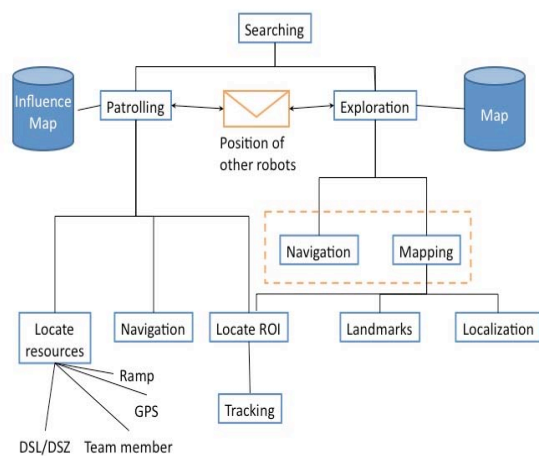 Searching
Influence
Map
Patrolling
Exploration
Map
Position of
other robots
Navigation
Mapping
Locate
resources
Navigation
Locate ROI
Landmarks
Localization
Ramp
GPS
Tracking
DSL/DSZ
Team member